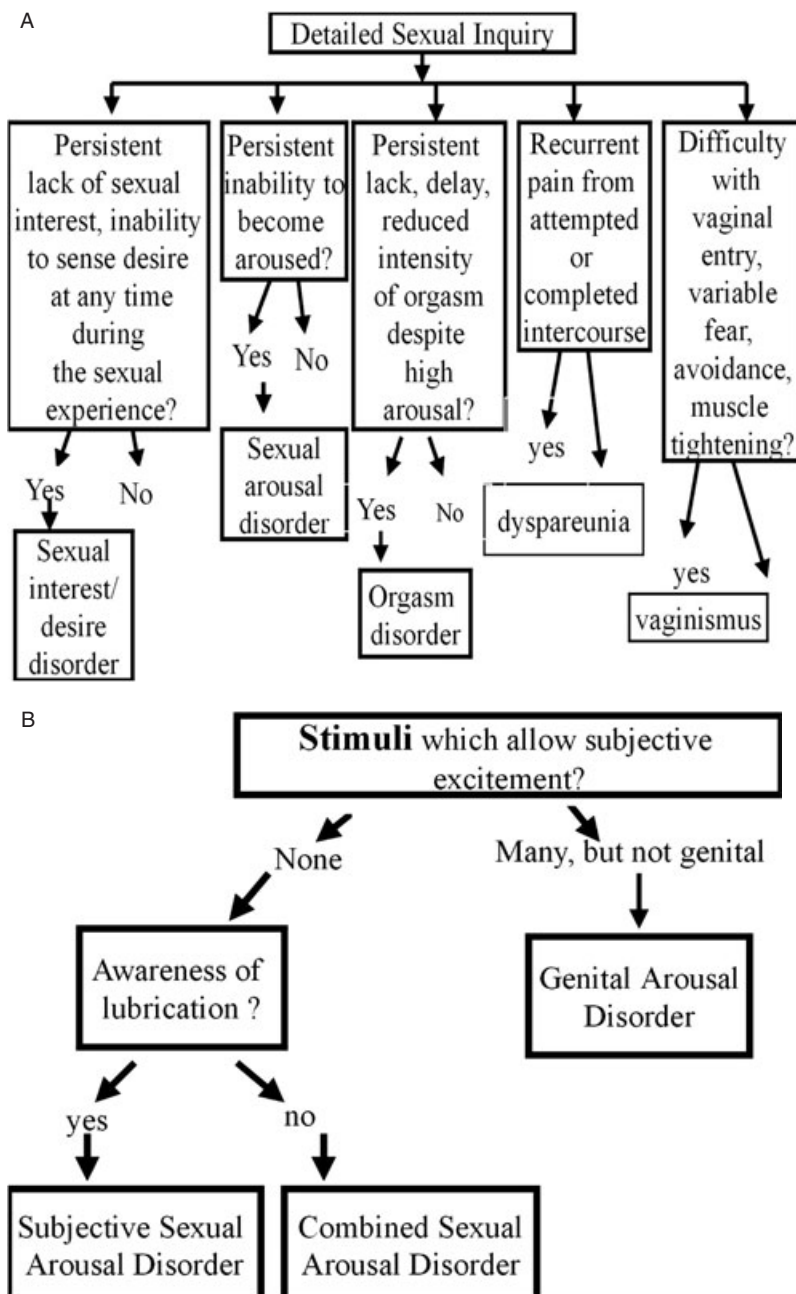 A
Detailed Sexual Inquiry
Persistent
lack of sexual
interest, inability
to sense desire
at any time
during
the sexual
experience?
Yes
No
Sexual
interest/
desire
disorder
Persistent
inability to
become
aroused?
Yes
No
Sexual
arousal
disorder
Persistent
lack, delay,
reduced
intensity
of orgasm
despite
high
arousal?
Yes
No
Orgasm
disorder
Recurrent
pain from
attempted
or
completed
intercourse
yes
dyspareunia
Difficulty
with
vaginal
entry,
variable
fear,
avoidance,
muscle
tightening?
yes
vaginismus
B
Stimuli which allow subjective
excitement?
None
Many, but not genital
Awareness of
lubrication ?
Genital Arousal
Disorder
yes
no
Subjective Sexual
Arousal Disorder
Combined Sexual
Arousal Disorder